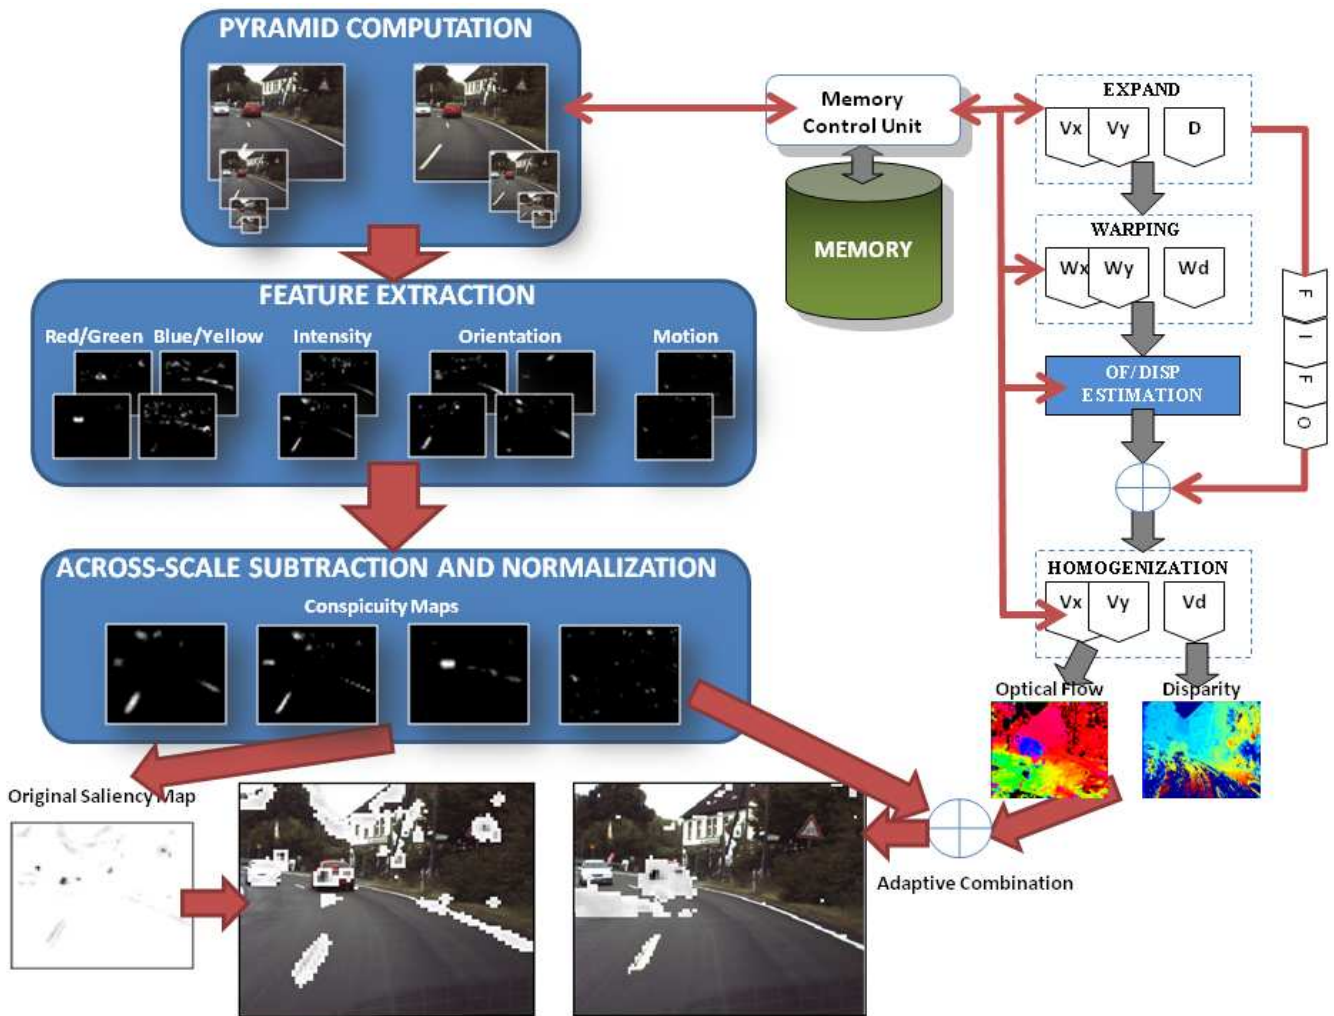 PYRAMID COMPUTATION
Memory
Control Unit
MEMORY
EXPAND
Vx Vy D
WARPING
Wx Wy Wd
OF/DISP
ESTIMATION
F
I
F
O
HOMOGENIZATION
Vx Vy Vd
Optical Flow Disparity
FEATURE EXTRACTION
Red/Green Blue/Yellow Intensity Orientation Motion
ACROSS-SCALE SUBTRACTION AND NORMALIZATION
Conspicuity Maps
Original Saliency Map
Adaptive Combination